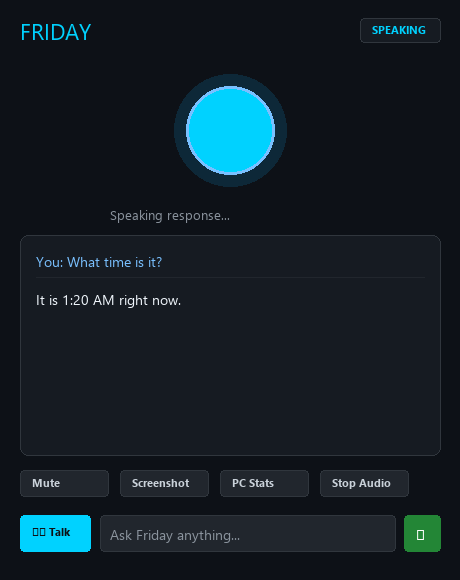 FRIDAY
SPEAKING
Speaking response...
You: What time is it?
It is 1:20 AM right now.
Mute
Screenshot
PC Stats
Stop Audio
Talk
Ask Friday anything...